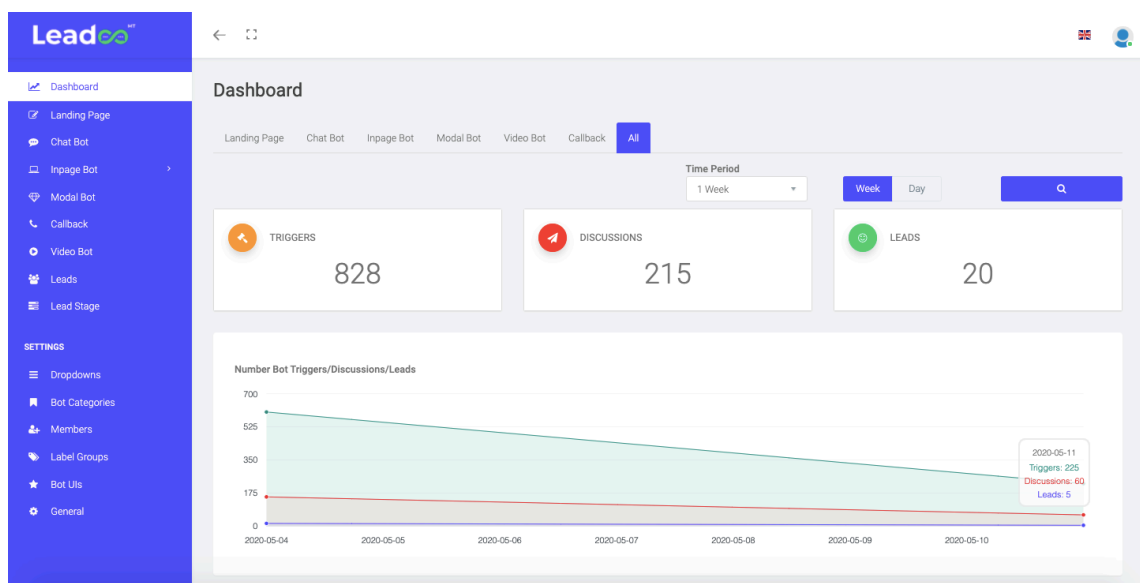 Leadoo MT
Dashboard
Landing Page
Chat Bot
Inpage Bot
Modal Bot
Callback
Video Bot
Leads
Lead Stage
SETTINGS
Dropdowns
Bot Categories
Members
Label Groups
Bot UIs
General
Dashboard
Landing Page Chat Bot Inpage Bot Modal Bot Video Bot Callback All
Time Period
1 Week Week Day
TRIGGERS
828
DISCUSSIONS
215
LEADS
20
Number Bot Triggers/Discussions/Leads
700
525
350
175
0
2020-05-04 2020-05-05 2020-05-06 2020-05-07 2020-05-08 2020-05-09 2020-05-10
2020-05-11
Triggers: 225
Discussions: 60
Leads: 5